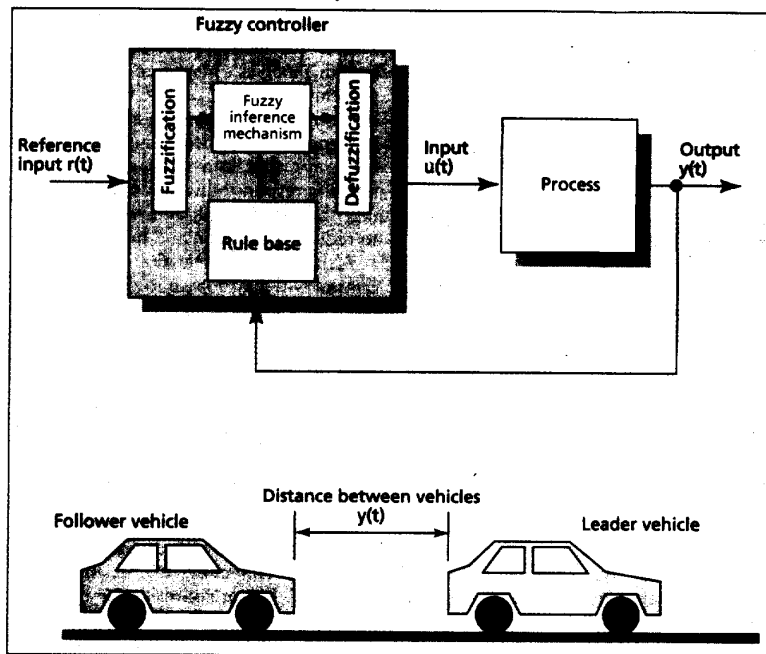 Fuzzy controller
Reference
input r(t)
Fuzzification
Fuzzy
inference
mechanism
Defuzzification
Rule base
Input
u(t)
Process
Output
y(t)
Distance between vehicles
y(t)
Follower vehicle
Leader vehicle